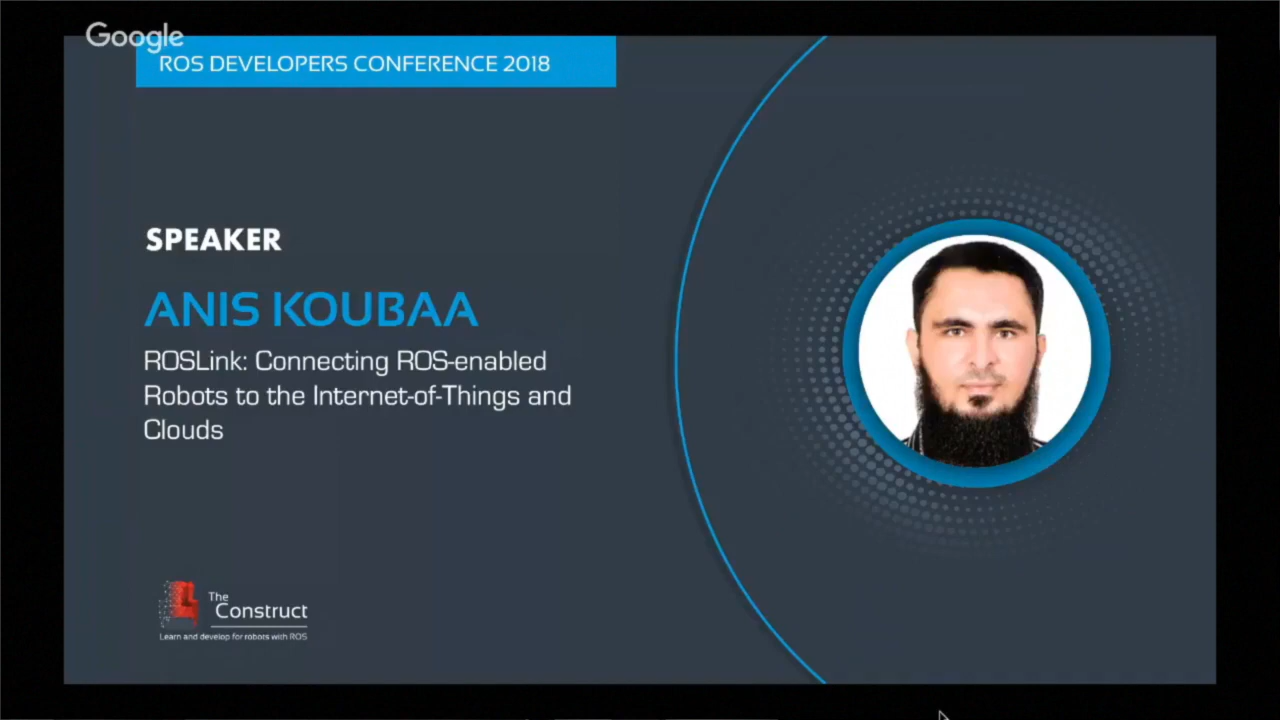 Google
ROS DEVELOPERS CONFERENCE 2018
SPEAKER
ANIS KOUBAA
ROSLink: Connecting ROS-enabled
Robots to the Internet-of-Things and
Clouds
The
Construct
Learn and develop for robots with ROS